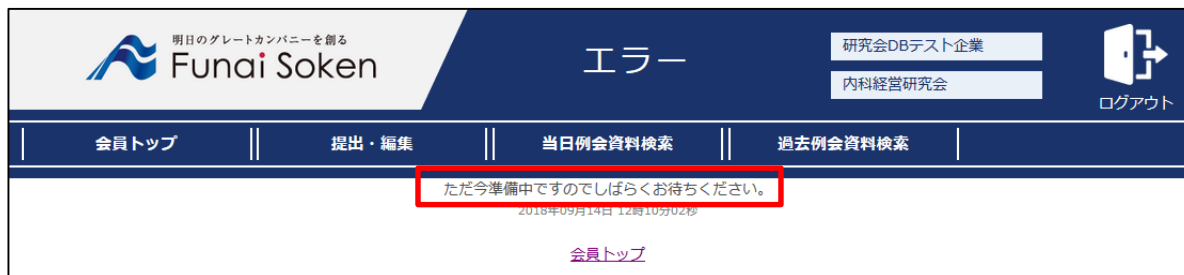 明日のグレートカンパニーを創る
Funai Soken
エラー
研究会DBテスト企業
内科経営研究会
ログアウト
会員トップ
提出・編集
当日例会資料検索
過去例会資料検索
ただ今準備中ですのでしばらくお待ちください。
2018年09月14日 12時10分02秒
会員トップ